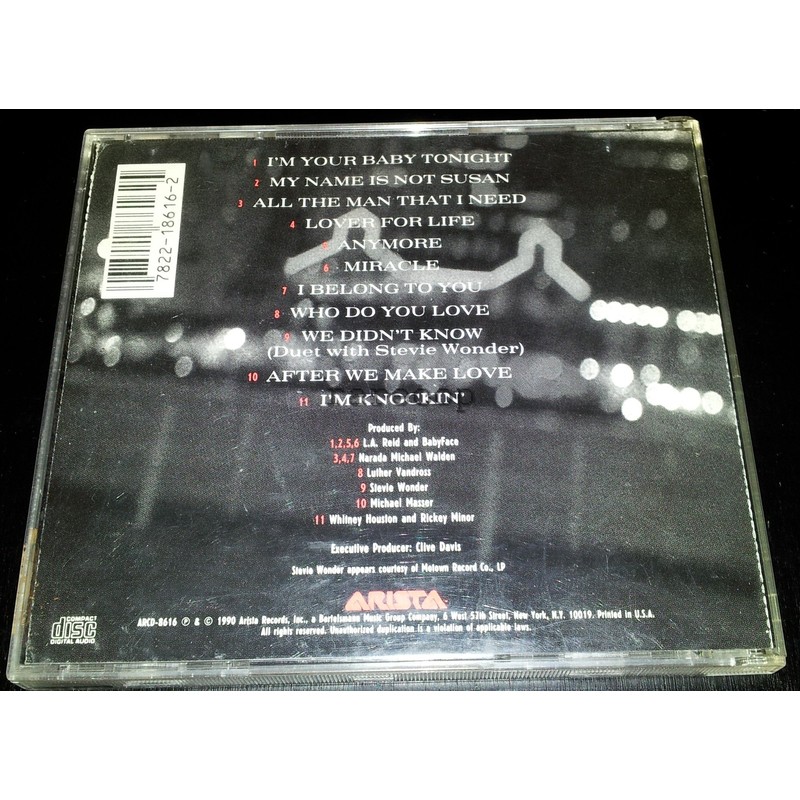 7822-18616-2
1 I'M YOUR BABY TONIGHT
2 MY NAME IS NOT SUSAN
3 ALL THE MAN THAT I NEED
4 LOVER FOR LIFE
5 ANYMORE
6 MIRACLE
7 I BELONG TO YOU
8 WHO DO YOU LOVE
9 WE DIDN'T KNOW
(Duet with Stevie Wonder)
10 AFTER WE MAKE LOVE
11 I'M KNOCKIN'
Produced By:
1,2,5,6 L.A. Reid and BabyFace
3,4,7 Narada Michael Walden
8 Luther Vandross
9 Stevie Wonder
10 Michael Masser
11 Whitney Houston and Rickey Minor
Executive Producer: Clive Davis
Stevie Wonder appears courtesy of Motown Record Co., LP
ARISTA
COMPACT
disc
DIGITAL AUDIO
ARCD-8616 ℗ & © 1990 Arista Records, Inc., a Bertelsmann Music Group Company, 6 West 57th Street, New York, N.Y. 10019. Printed in U.S.A.
All rights reserved. Unauthorized duplication is a violation of applicable laws.